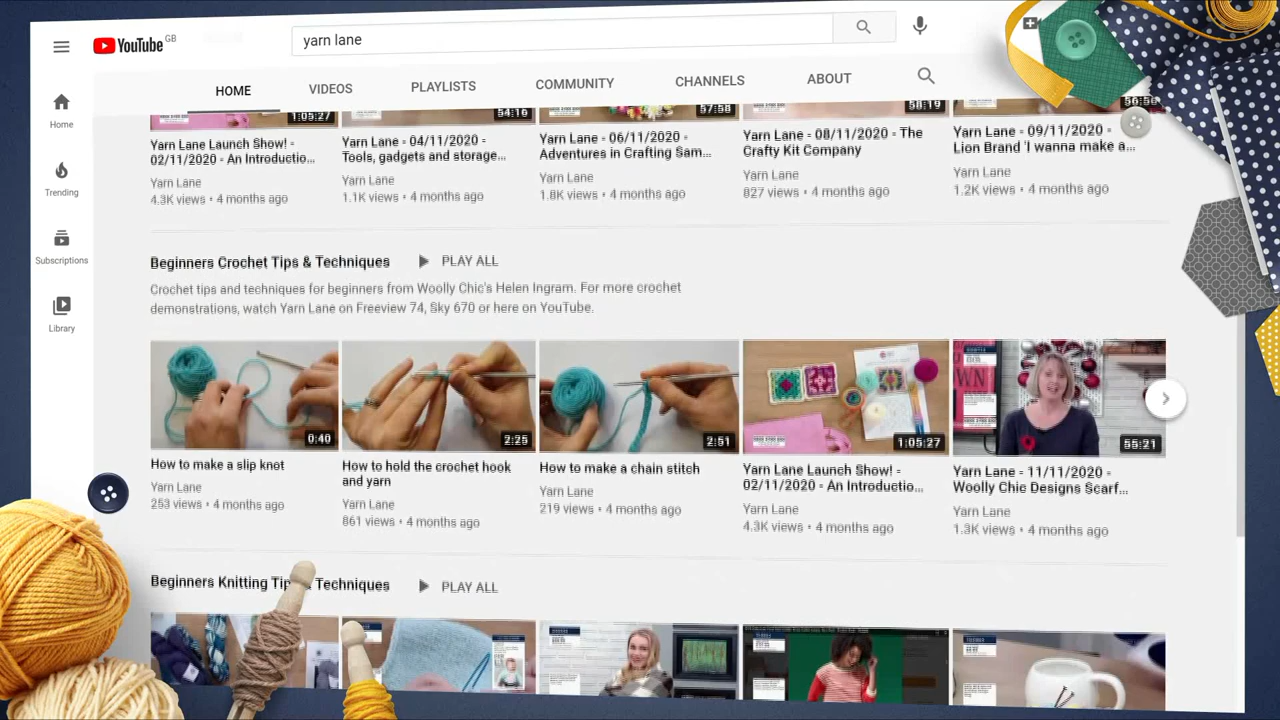 YouTube GB
yarn lane
HOME VIDEOS PLAYLISTS COMMUNITY CHANNELS ABOUT
Home
Trending
Subscriptions
Library
1:05:27
54:16
57:58
58:19
56:56
Yarn Lane Launch Show! -
02/11/2020 - An Introductio...
Yarn Lane
4.3K views • 4 months ago
Yarn Lane - 04/11/2020 -
Tools, gadgets and storage...
Yarn Lane
1.1K views • 4 months ago
Yarn Lane - 06/11/2020 -
Adventures in Crafting Sam...
Yarn Lane
1.8K views • 4 months ago
Yarn Lane - 08/11/2020 - The
Crafty Kit Company
Yarn Lane
827 views • 4 months ago
Yarn Lane - 09/11/2020 -
Lion Brand 'I wanna make a...
Yarn Lane
1.2K views • 4 months ago
Beginners Crochet Tips & Techniques PLAY ALL
Crochet tips and techniques for beginners from Woolly Chic's Helen Ingram. For more crochet
demonstrations, watch Yarn Lane on Freeview 74, Sky 670 or here on YouTube.
0:40
2:25
2:51
1:05:27
55:21
How to make a slip knot
Yarn Lane
253 views • 4 months ago
How to hold the crochet hook
and yarn
Yarn Lane
861 views • 4 months ago
How to make a chain stitch
Yarn Lane
219 views • 4 months ago
Yarn Lane Launch Show! -
02/11/2020 - An Introductio...
Yarn Lane
4.3K views • 4 months ago
Yarn Lane - 11/11/2020 -
Woolly Chic Designs Scarf...
Yarn Lane
1.3K views • 4 months ago
Beginners Knitting Tips Techniques PLAY ALL